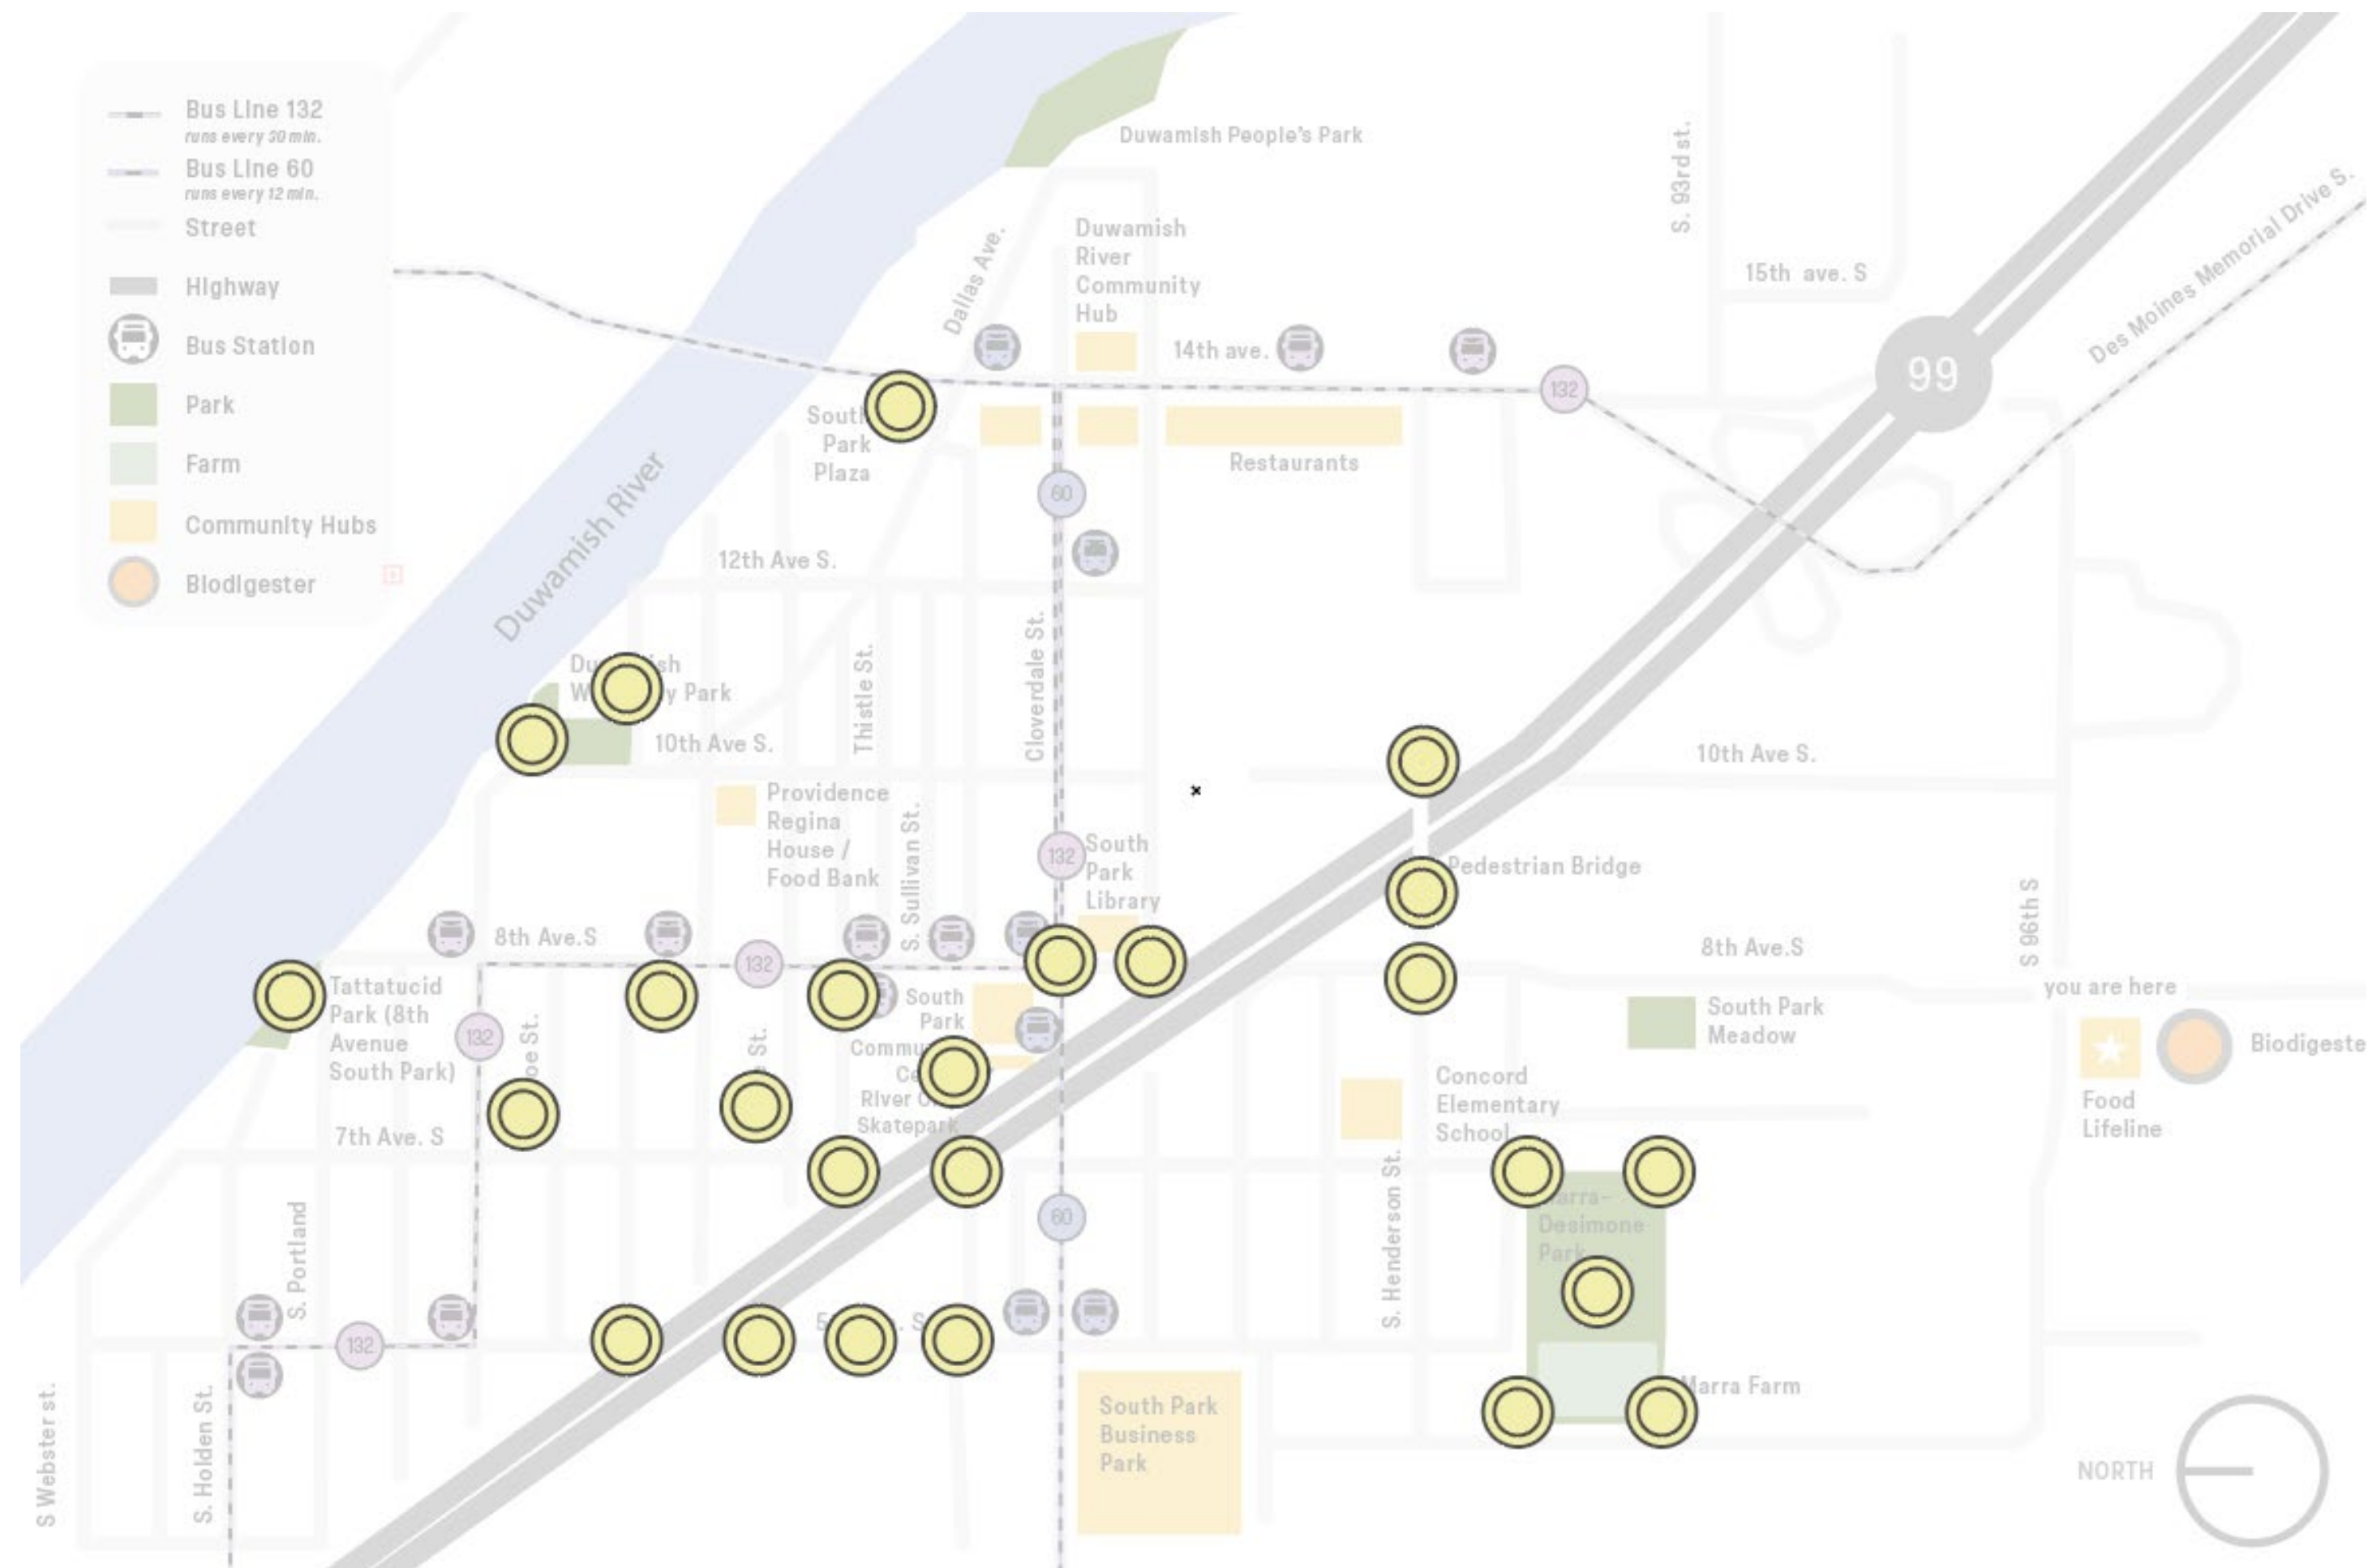 Bus LIne 132
runs every 30 min.
Bus LIne 60
runs every 12 min.
Street
HIghway
Bus StatIon
Park
Farm
CommunIty Hubs
BIodIgester
Duwamish River
Duwamish People's Park
Dallas Ave.
Duwamish
River
Community
Hub
14th ave.
S. 93rd st.
15th ave. S
99
Des Moines Memorial Drive S.
132
South
Park
Plaza
Restaurants
60
12th Ave S.
Thistle St.
Cloverdale St.
Park
10th Ave S.
10th Ave S.
Providence
Regina
House /
Food Bank
S. Sullivan St.
132
South
Park
Library
Pedestrian Bridge
8th Ave.S
132
8th Ave.S
S 96th S
you are here
Tattatucid
Park (8th
Avenue
South Park)
132
St.
St.
South
Park
RIver
Skatepark
South Park
Meadow
Biodigeste
Food
Lifeline
Concord
Elementary
School
7th Ave. S
S. Portland
60
S. Henderson St.
Desimone
Park
132
S
Marra Farm
S Webster st.
S. Holden St.
South Park
Business
Park
NORTH